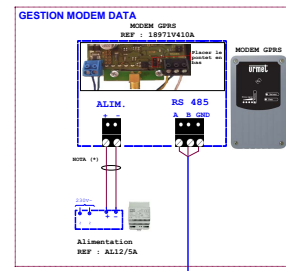 GESTION MODEM DATA
MODEM GPRS
REF : 18971V410A
Placer le
pontet en
bas
MODEM GPRS
urmet
ALIM.
RS 485
+ -
A B GND
NOTA (*)
230V~
+ -
Alimentation
REF : AL12/5A